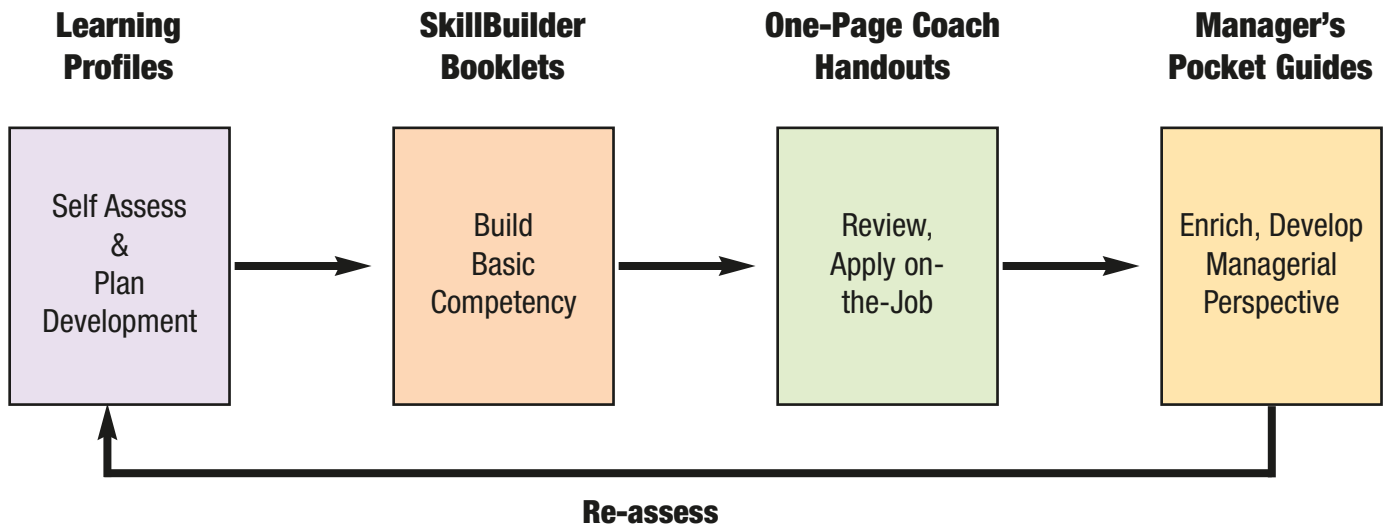 Learning
Profiles
SkillBuilder
Booklets
One-Page Coach
Handouts
Manager’s
Pocket Guides
Self Assess
&
Plan
Development
Build
Basic
Competency
Review,
Apply on-
the-Job
Enrich, Develop
Managerial
Perspective
Re-assess